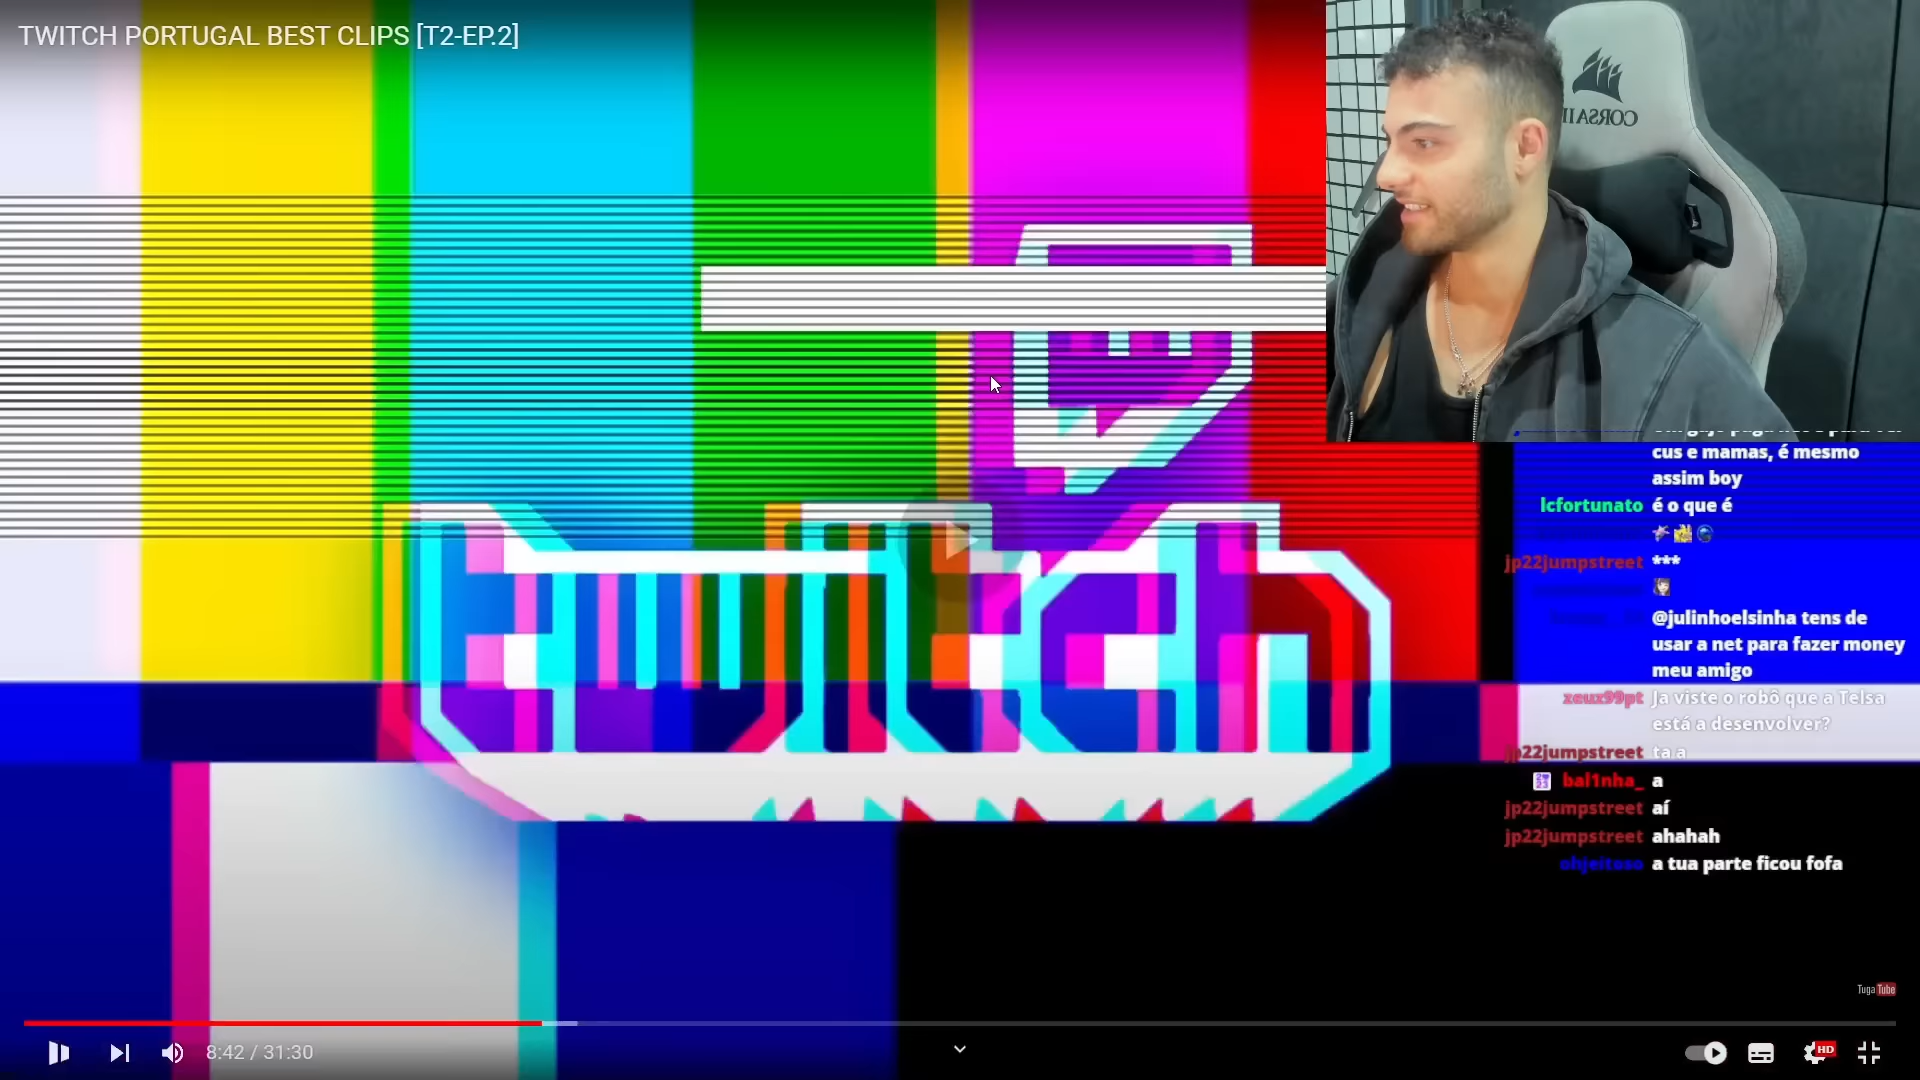 TWITCH PORTUGAL BEST CLIPS [T2-EP.2]
CORSAIR
cus e mamas, é mesmo
assim boy
lcfortunato é o que é
jp22jumpstreet ***
@julinhoelsinha tens de
usar a net para fazer money
meu amigo
xeux99pt Ja viste o robô que a Telsa
está a desenvolver?
jp22jumpstreet ta a
bal1nha_ a
jp22jumpstreet aí
jp22jumpstreet ahahah
ohjeitoso a tua parte ficou fofa
twitch
TugaTube
8:42 / 31:30
HD